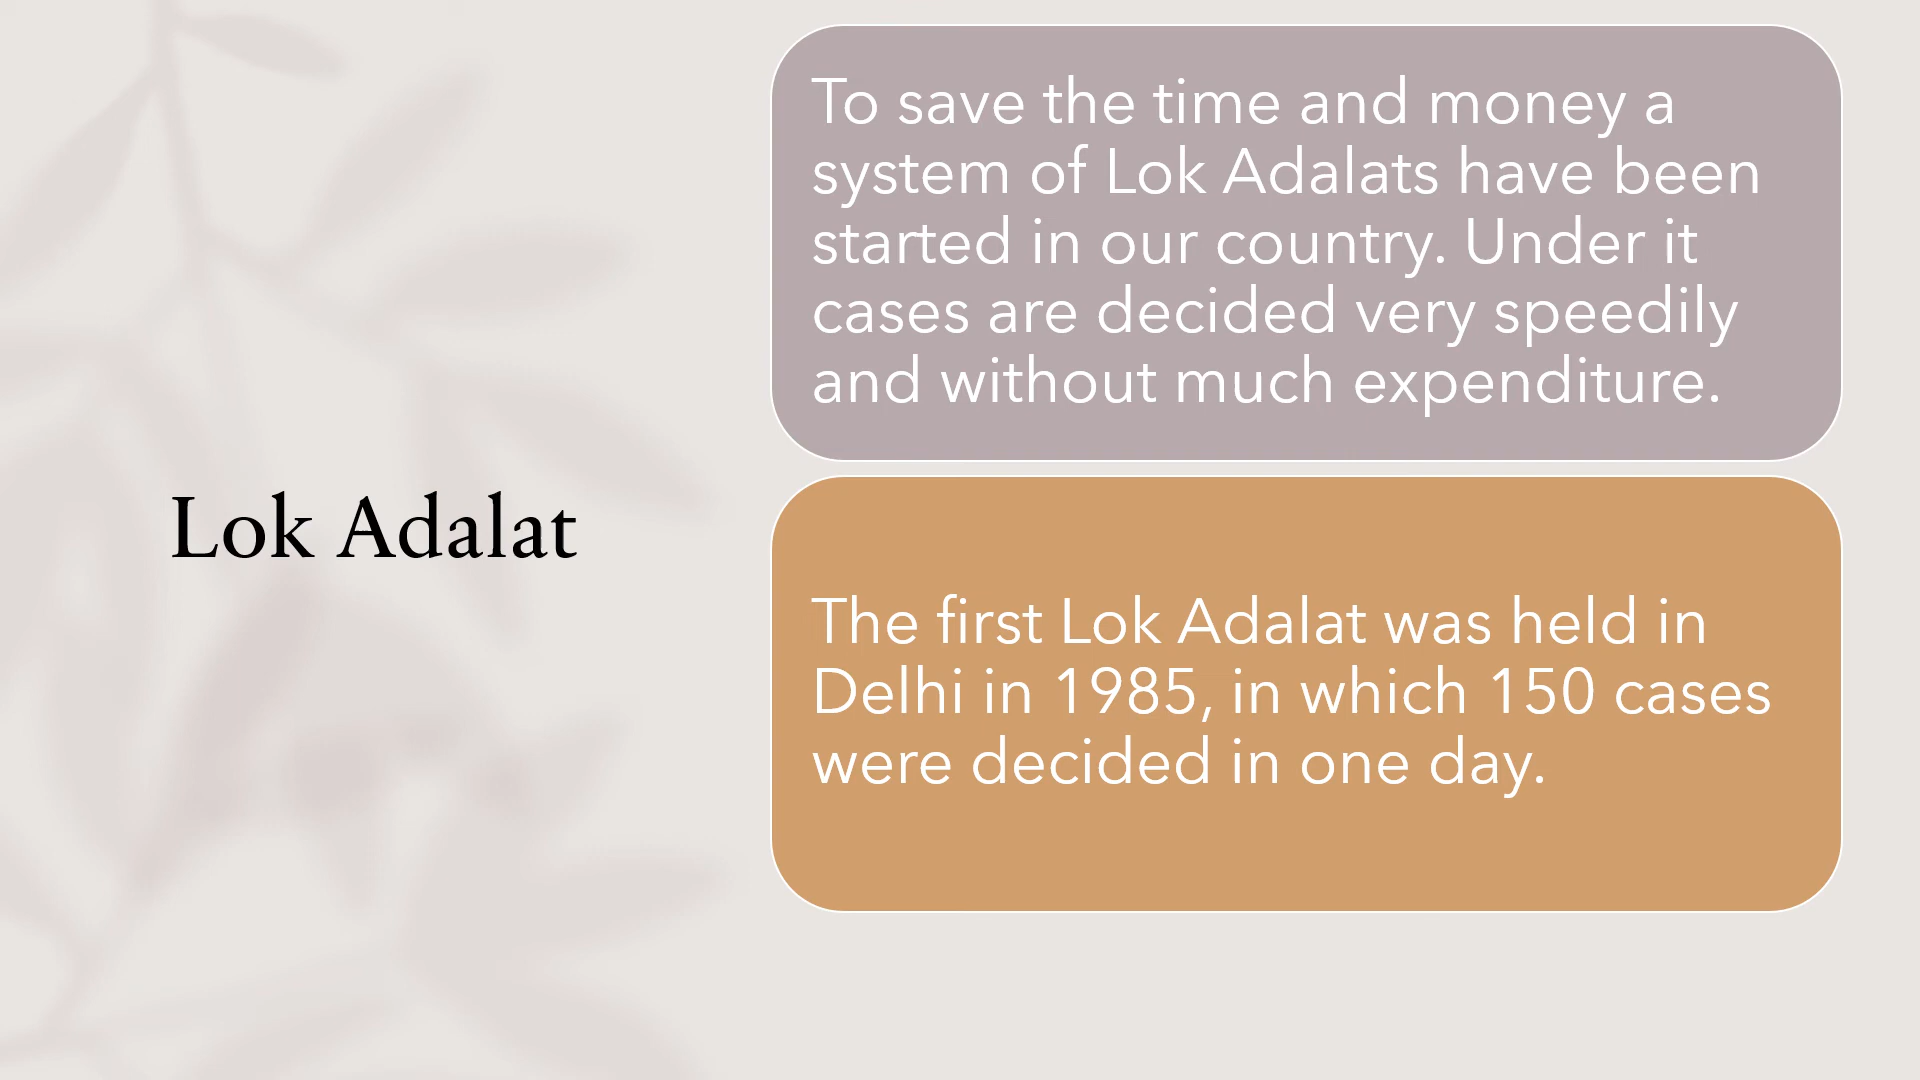 Lok Adalat
To save the time and money a
system of Lok Adalats have been
started in our country. Under it
cases are decided very speedily
and without much expenditure.
The first Lok Adalat was held in
Delhi in 1985, in which 150 cases
were decided in one day.